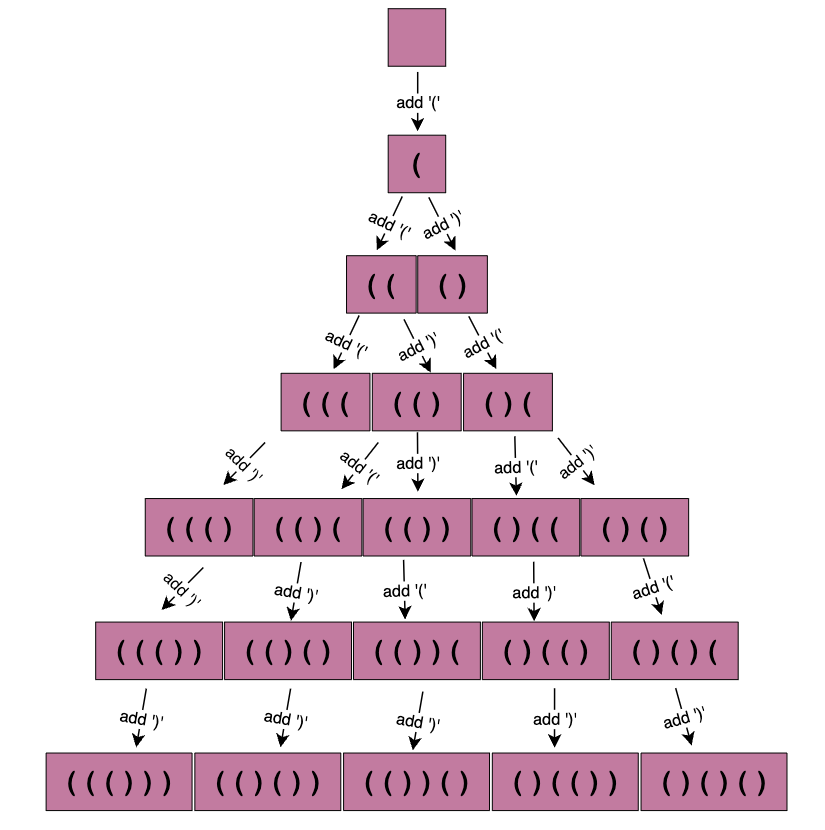 add '('
(
add '(' add ')'
( ( ( )
add '(' add ')' add '('
( ( ( ( ( ) ( ) (
add ')' add '(' add ')' add '(' add ')'
( ( ( ) ( ( ) ( ( ( ) ) ( ) ( ( ( ) ( )
add ')' add ')' add '(' add ')' add '('
( ( ( ) ) ( ( ) ( ) ( ( ) ) ( ( ) ( ( ) ( ) ( ) (
add ')' add ')' add ')' add ')' add ')'
( ( ( ) ) ) ( ( ) ( ) ) ( ( ) ) ( ) ( ) ( ( ) ) ( ) ( ) ( )